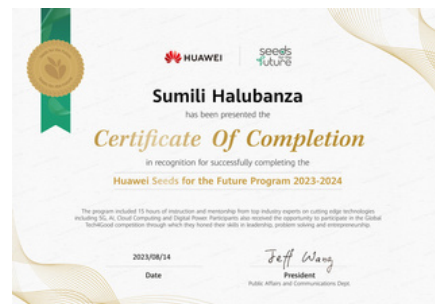 HUAWEI
seeds
for the
future
Sumili Halubanza
has been presented the
Certificate Of Completion
in recognition for successfully completing the
Huawei Seeds for the Future Program 2023-2024
The program included 15 hours of instruction and mentorship from top industry experts on cutting edge technologies
including 5G, AI, Cloud Computing and Digital Power. Participants also received the opportunity to participate in the Global
Tech4Good competition through which they honed their skills in leadership, problem solving and entrepreneurship.
2023/08/14
Jeff Wang
Date
President
Public Affairs and Communications Dept.